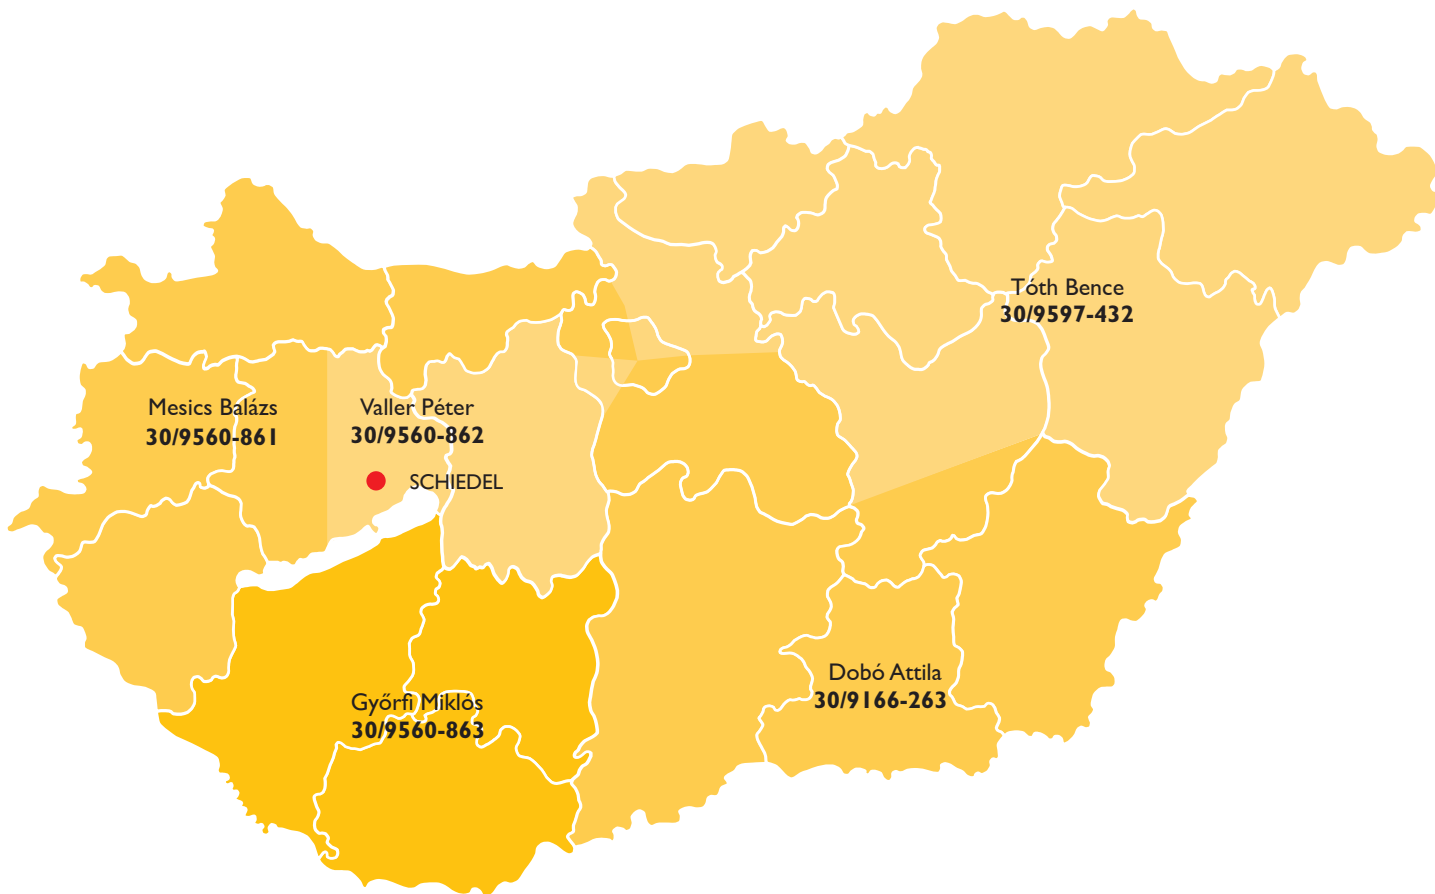 Tóth Bence
30/9597-432
Mesics Balázs
30/9560-861
Valler Péter
30/9560-862
SCHIEDEL
Dobó Attila
30/9166-263
Győrfi Miklós
30/9560-863